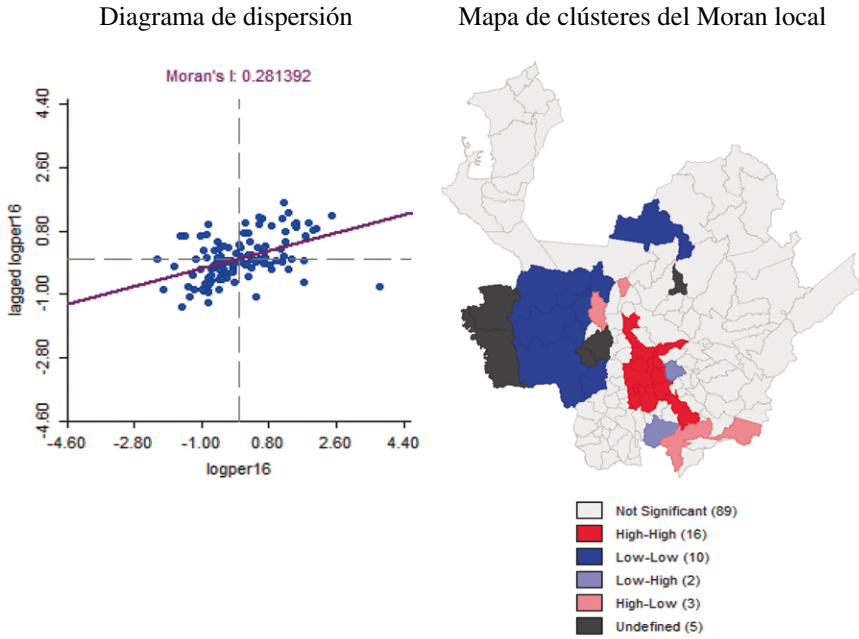 Diagrama de dispersión
Mapa de clústeres del Moran local
Moran's I: 0.281392
4.40
2.60
0.80
-1.00
-2.80
-4.60
lagged logper16
-4.60 -2.80 -1.00 0.80 2.60 4.40
logper16
Not Significant (89)
High-High (16)
Low-Low (10)
Low-High (2)
High-Low (3)
Undefined (5)